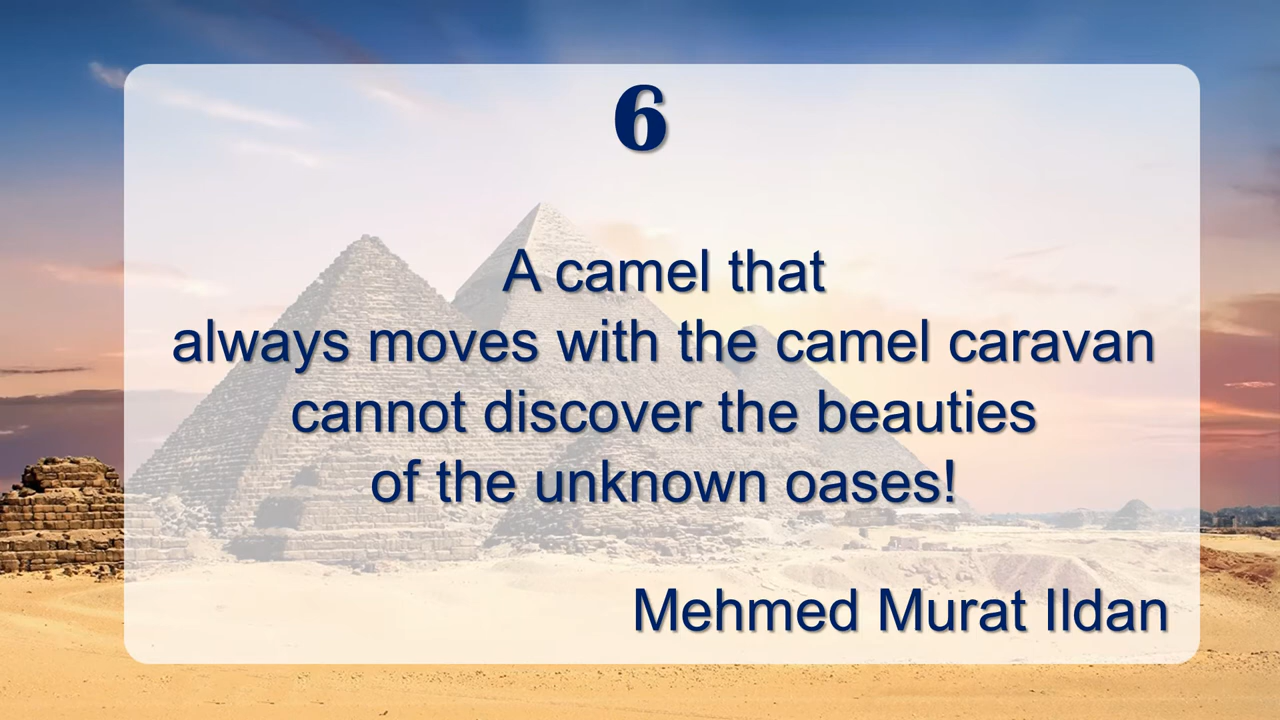 6
A camel that
always moves with the camel caravan
cannot discover the beauties
of the unknown oases!
Mehmed Murat Ildan